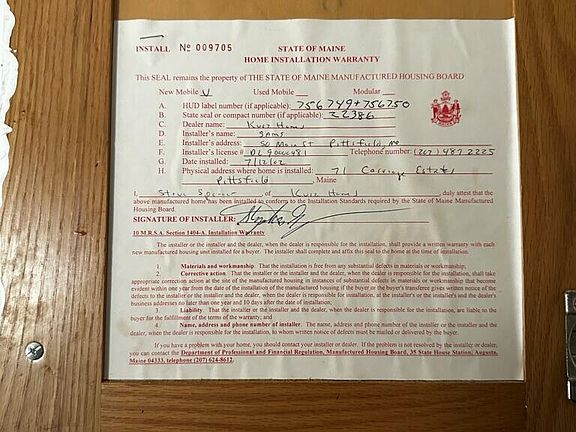 INSTALL Nº 009705 STATE OF MAINE
HOME INSTALLATION WARRANTY
This SEAL remains the property of THE STATE OF MAINE MANUFACTURED HOUSING BOARD
New Mobile V Used Mobile ___ Modular ___
A. HUD label number (if applicable): 756749+756750
B. State seal or compact number (if applicable): 22386
C. Dealer name: Kurz Homes
D. Installer's name: SAME
E. Installer's address: 50 Main St Pittsfield, me
F. Installer's license # DL90000481 Telephone number: (207) 487-2225
G. Date installed: 7/12/02
H. Physical address where home is installed: 71 Carriage Estates
Pittsfield, Maine
I, Steve of Kurz Homes, duly attest that the
above manufactured home has been installed to conform to the Installation Standards required by the State of Maine Manufactured
Housing Board.
SIGNATURE OF INSTALLER:
10 M.R.S.A. Section 1404-A. Installation Warranty
The installer or the installer and the dealer, when the dealer is responsible for the installation, shall provide a written warranty with each
new manufactured housing unit installed for a buyer. The installer shall complete and affix this seal to the home at the time of installation.
1. Materials and workmanship. That the installation is free from any substantial defects in materials or workmanship;
2. Corrective action. That the installer or the installer and the dealer, when the dealer is responsible for the installation, shall take
appropriate corrective action at the site of the manufactured housing in instances of substantial defects in materials or workmanship that become
evident within one year from the date of the installation of the manufactured housing if the buyer or the buyer's transferee gives written notice of the
defects to the installer or the installer and the dealer, when the dealer is responsible for installation, at the installer's or the installer's and the dealer's
business addresses no later than one year and 10 days after the date of installation;
3. Liability. That the installer or the installer and the dealer, when the dealer is responsible for the installation, are liable to the
buyer for the fulfillment of the terms of the warranty; and
4. Name, address and phone number of installer. The name, address and phone number of the installer or the installer and the
dealer, when the dealer is responsible for the installation, to whom written notice of defects must be mailed or delivered by the buyer.
If you have a problem with your home, you should contact your installer or dealer. If the problem is not resolved by the installer or dealer,
you can contact the Department of Professional and Financial Regulation, Manufactured Housing Board, 35 State House Station, Augusta,
Maine 04333, telephone (207) 624-8612.